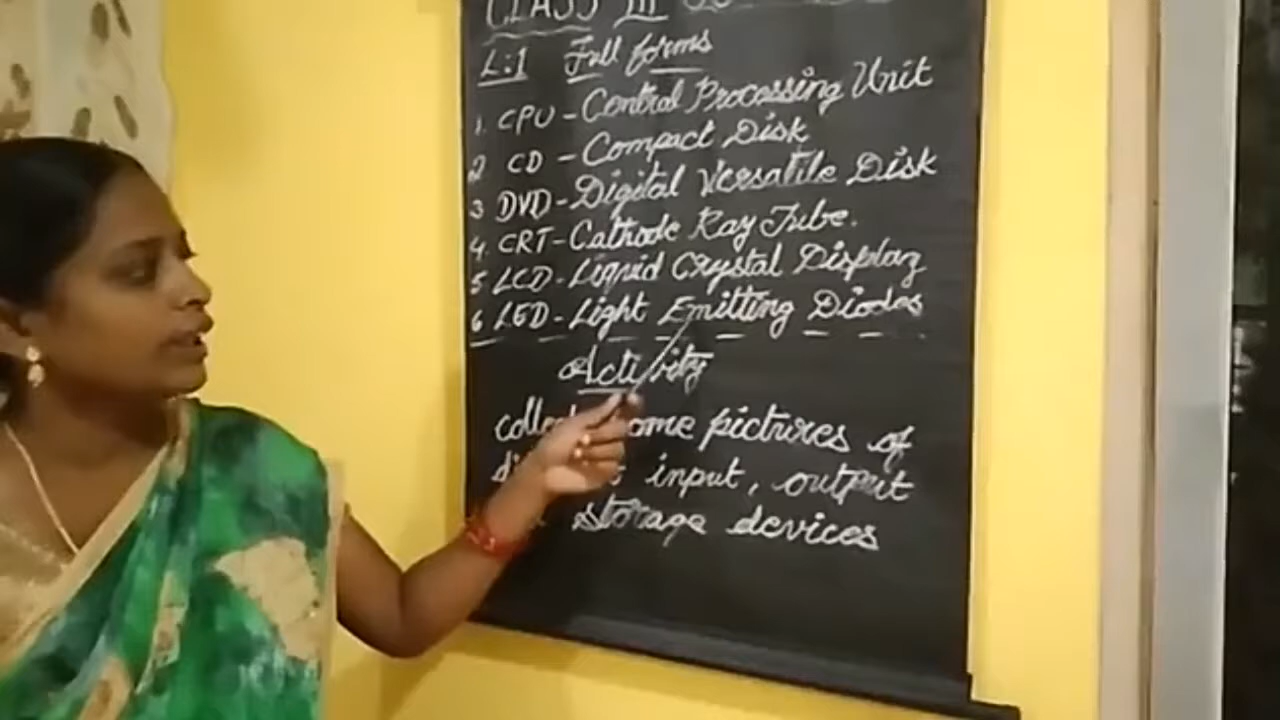 CLASS III
L:1 Full forms
1. CPU - Central Processing Unit
2 CD - Compact Disk
3 DVD - Digital Versatile Disk
4. CRT - Cathode Ray Tube.
5 LCD - Liquid Crystal Display
6 LED - Light Emitting Diodes
Activity
collect some pictures of
input, output
storage devices